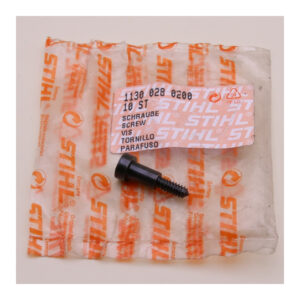 1130 028 0200
10 ST
SCHRAUBE
SCREW
VIS
TORNILLO
PARAFUSO
STIHL
STIHL
STIHL
STIHL